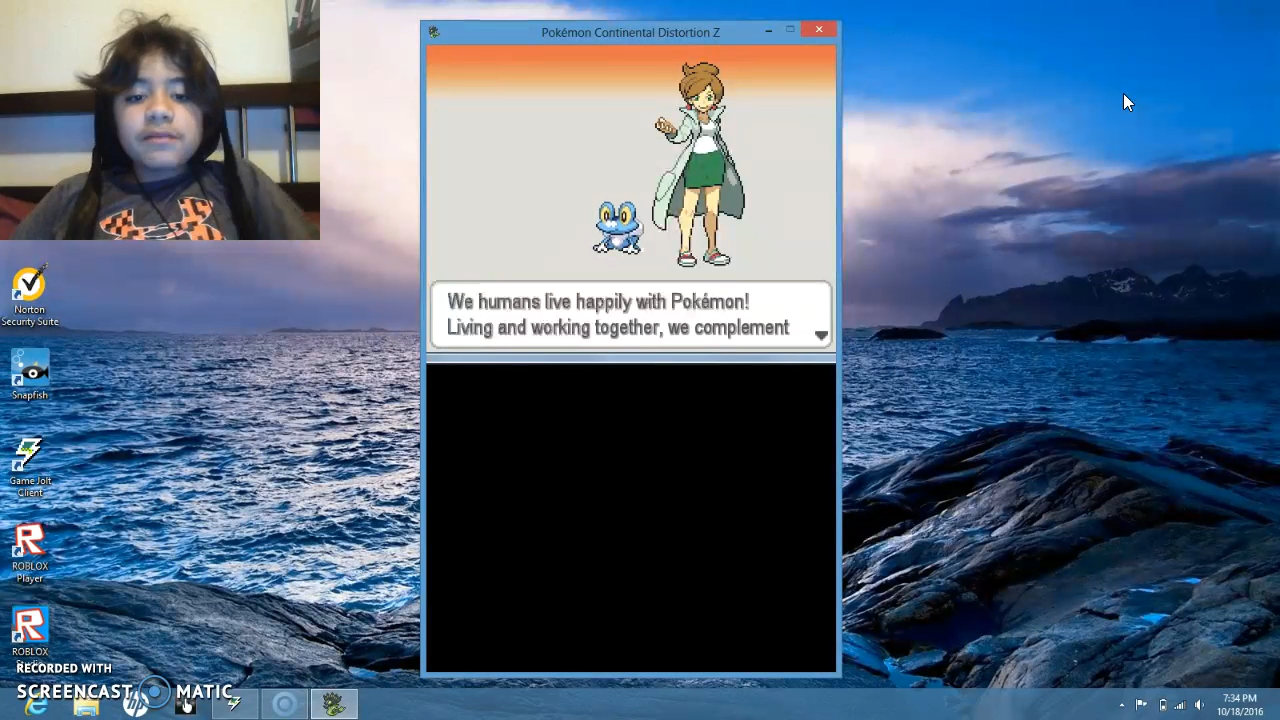 Pokémon Continental Distortion Z
We humans live happily with Pokémon!
Living and working together, we complement
Norton
Security Suite
Snapfish
Game Jolt
Client
ROBLOX
Player
ROBLOX
RECORDED WITH
SCREENCAST MATIC
hp
7:34 PM
10/18/2016